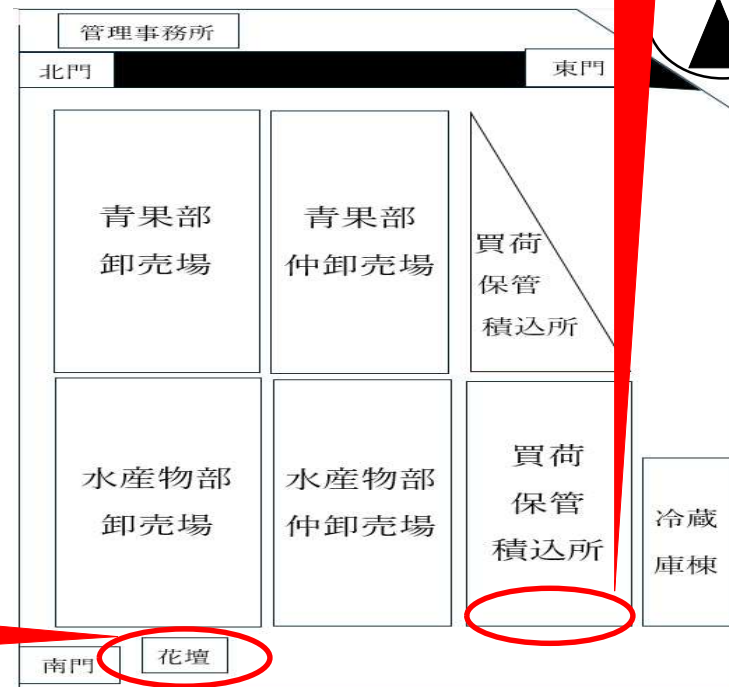 管理事務所
北門
東門
青果部
卸売場
青果部
仲卸売場
買荷
保管
積込所
水産物部
卸売場
水産物部
仲卸売場
買荷
保管
積込所
冷蔵
庫棟
南門
花壇